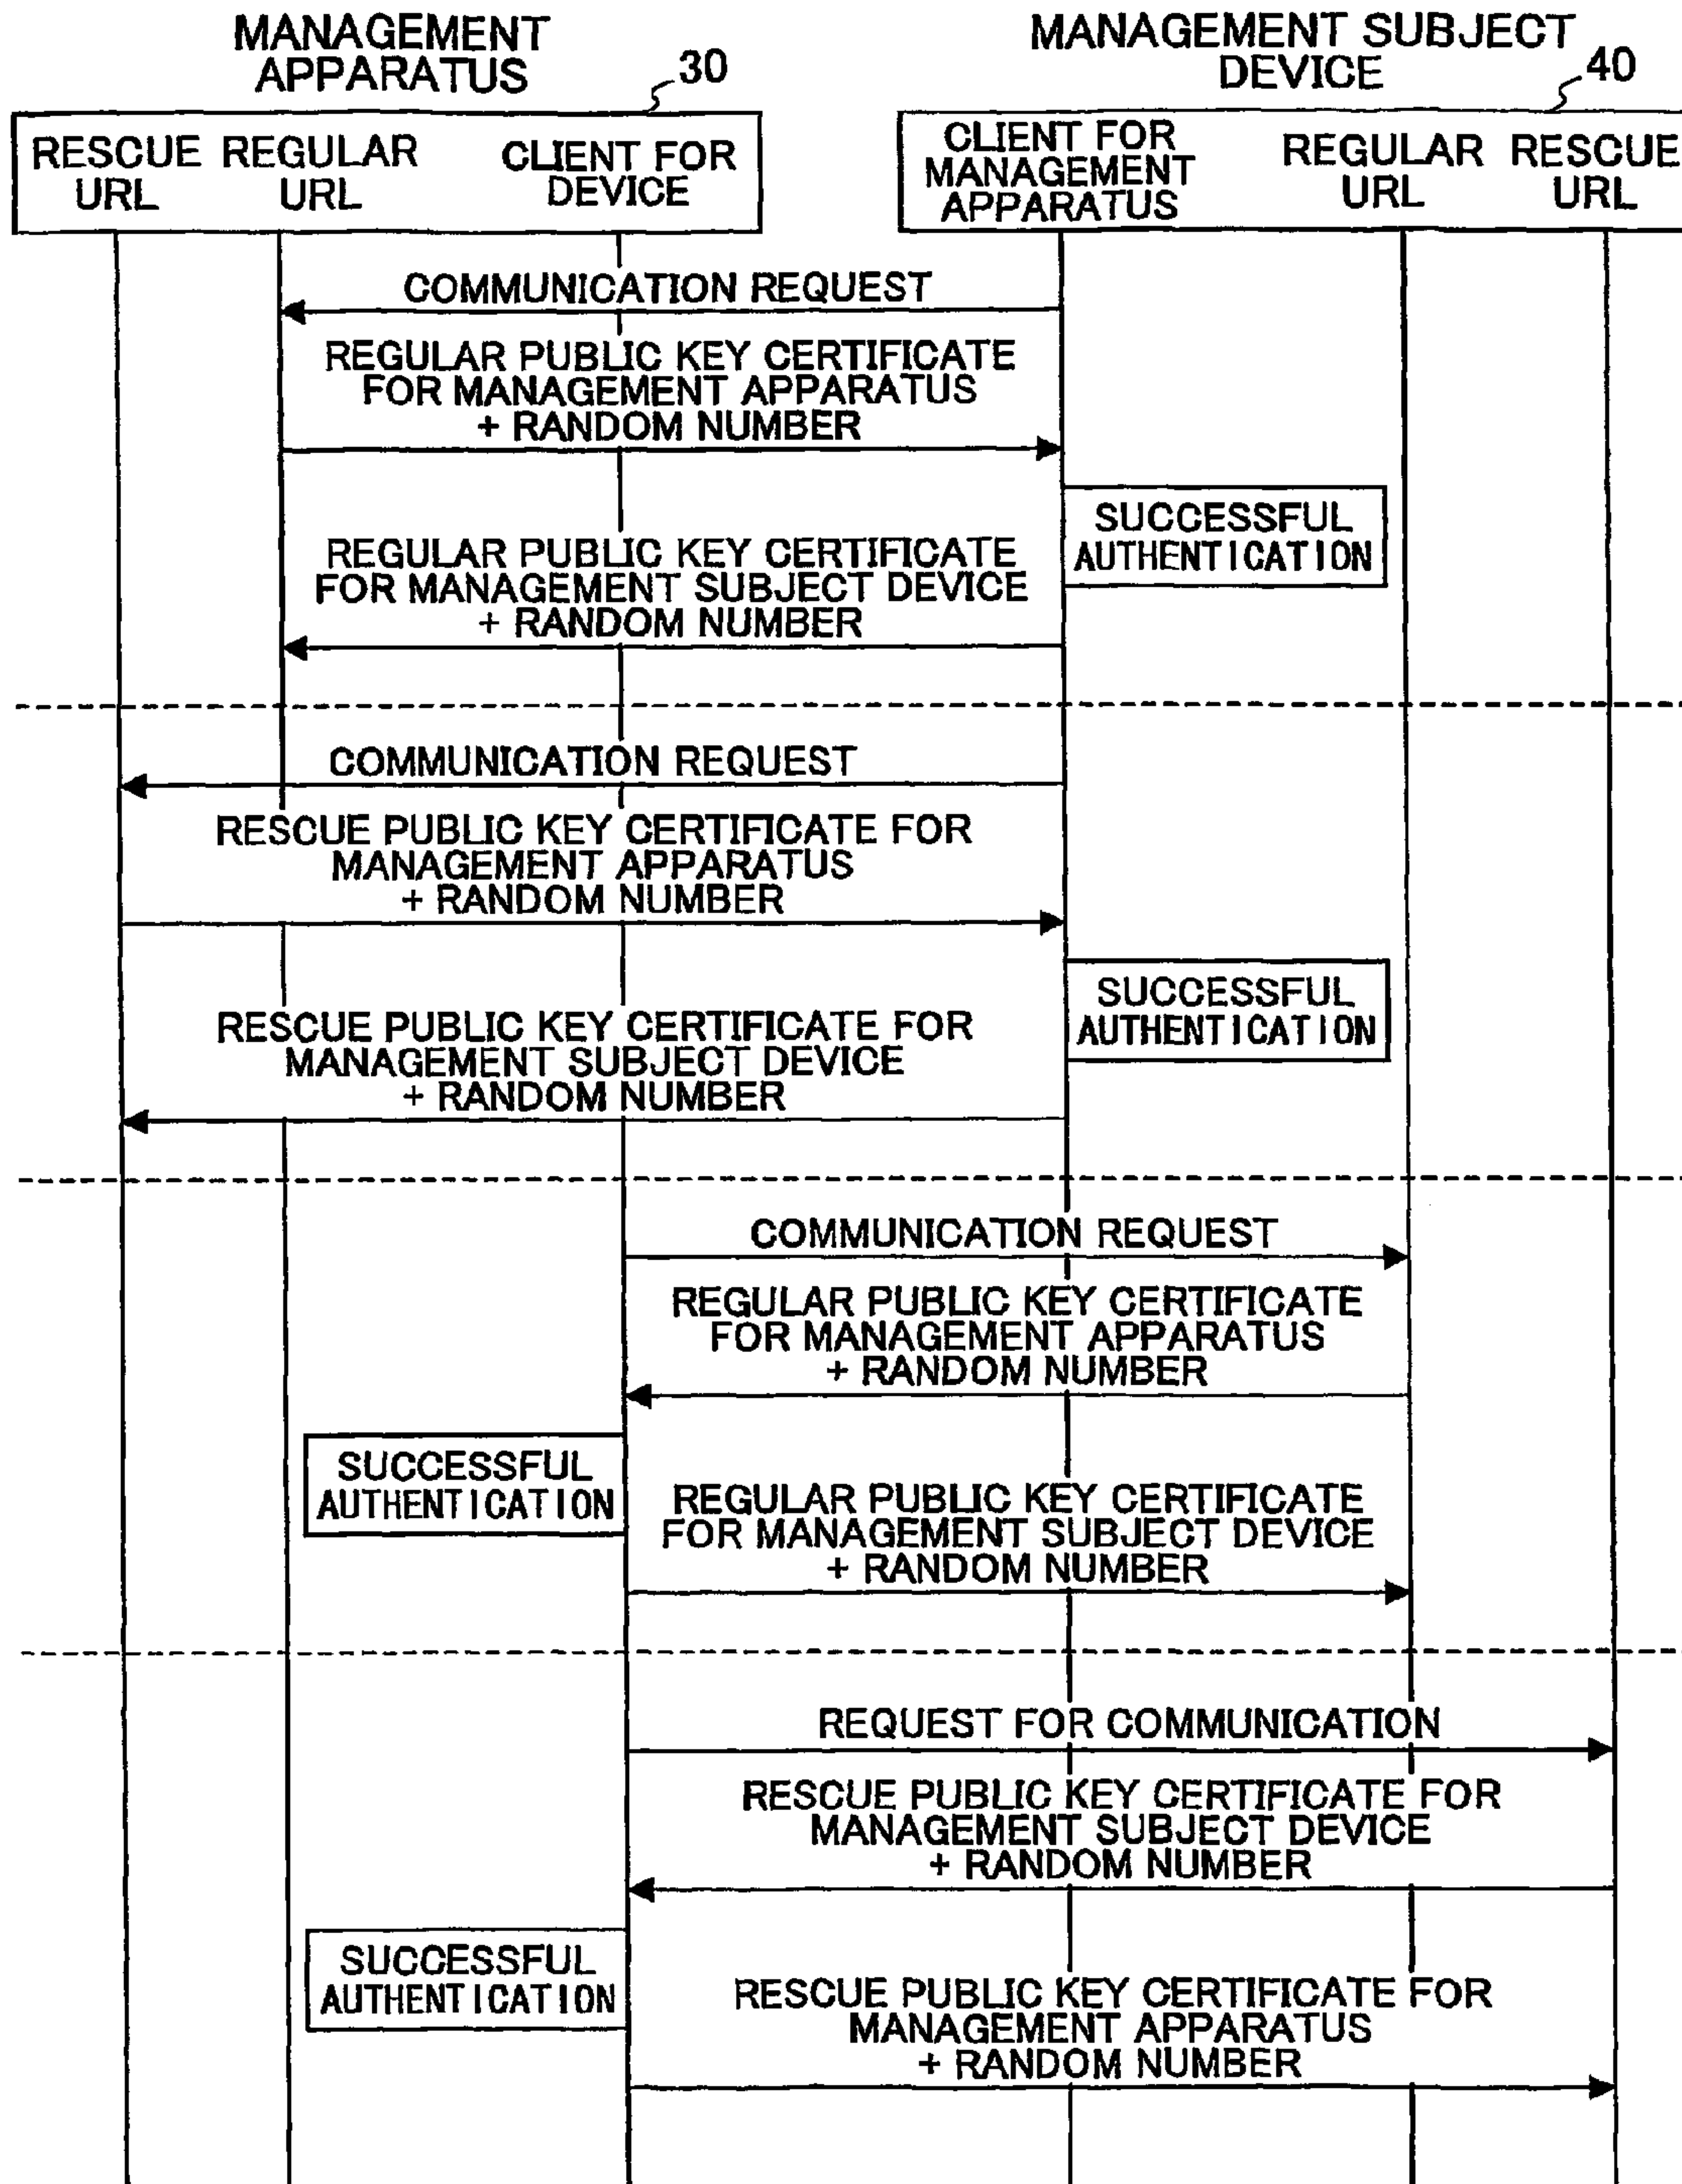 MANAGEMENT
APPARATUS
30
MANAGEMENT SUBJECT
DEVICE
40
RESCUE
URL
REGULAR
URL
CLIENT FOR
DEVICE
CLIENT FOR
MANAGEMENT
APPARATUS
REGULAR
URL
RESCUE
URL
COMMUNICATION REQUEST
REGULAR PUBLIC KEY CERTIFICATE
FOR MANAGEMENT APPARATUS
+ RANDOM NUMBER
SUCCESSFUL
AUTHENTICATION
REGULAR PUBLIC KEY CERTIFICATE
FOR MANAGEMENT SUBJECT DEVICE
+ RANDOM NUMBER
COMMUNICATION REQUEST
RESCUE PUBLIC KEY CERTIFICATE FOR
MANAGEMENT APPARATUS
+ RANDOM NUMBER
SUCCESSFUL
AUTHENTICATION
RESCUE PUBLIC KEY CERTIFICATE FOR
MANAGEMENT SUBJECT DEVICE
+ RANDOM NUMBER
COMMUNICATION REQUEST
REGULAR PUBLIC KEY CERTIFICATE
FOR MANAGEMENT APPARATUS
+ RANDOM NUMBER
SUCCESSFUL
AUTHENTICATION
REGULAR PUBLIC KEY CERTIFICATE
FOR MANAGEMENT SUBJECT DEVICE
+ RANDOM NUMBER
REQUEST FOR COMMUNICATION
RESCUE PUBLIC KEY CERTIFICATE FOR
MANAGEMENT SUBJECT DEVICE
+ RANDOM NUMBER
SUCCESSFUL
AUTHENTICATION
RESCUE PUBLIC KEY CERTIFICATE FOR
MANAGEMENT APPARATUS
+ RANDOM NUMBER